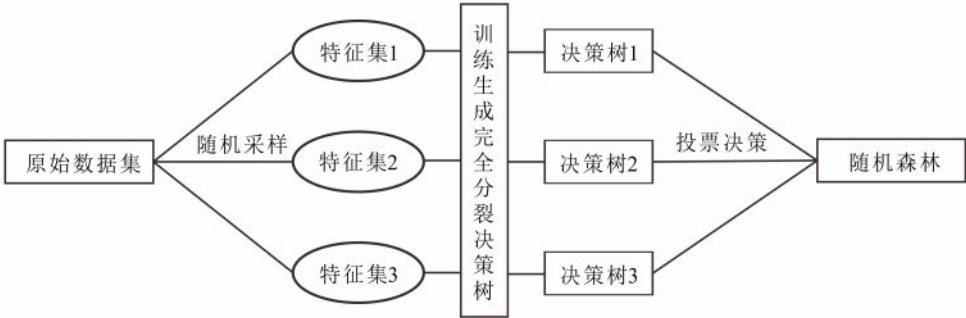 特征集1
训练生成完全分裂决策树
决策树1
原始数据集
随机采样
特征集2
决策树2
投票决策
随机森林
特征集3
决策树3